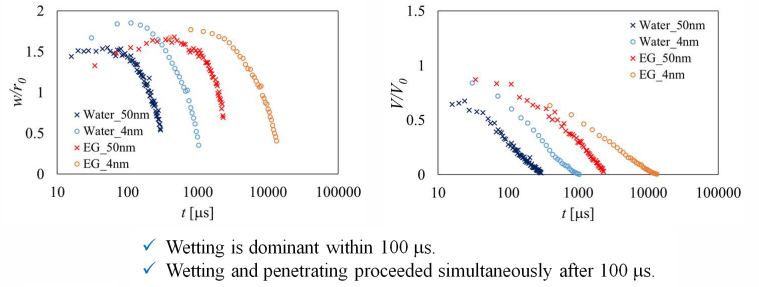 2
1.5
1
0.5
0
w/r0
Water_50nm
Water_4nm
EG_50nm
EG_4nm
10 100 1000 10000 100000
t [μs]
1.5
1
0.5
0
V/V0
Water_50nm
Water_4nm
EG_50nm
EG_4nm
10 100 1000 10000 100000
t [μs]
✓ Wetting is dominant within 100 μs.
✓ Wetting and penetrating proceeded simultaneously after 100 μs.